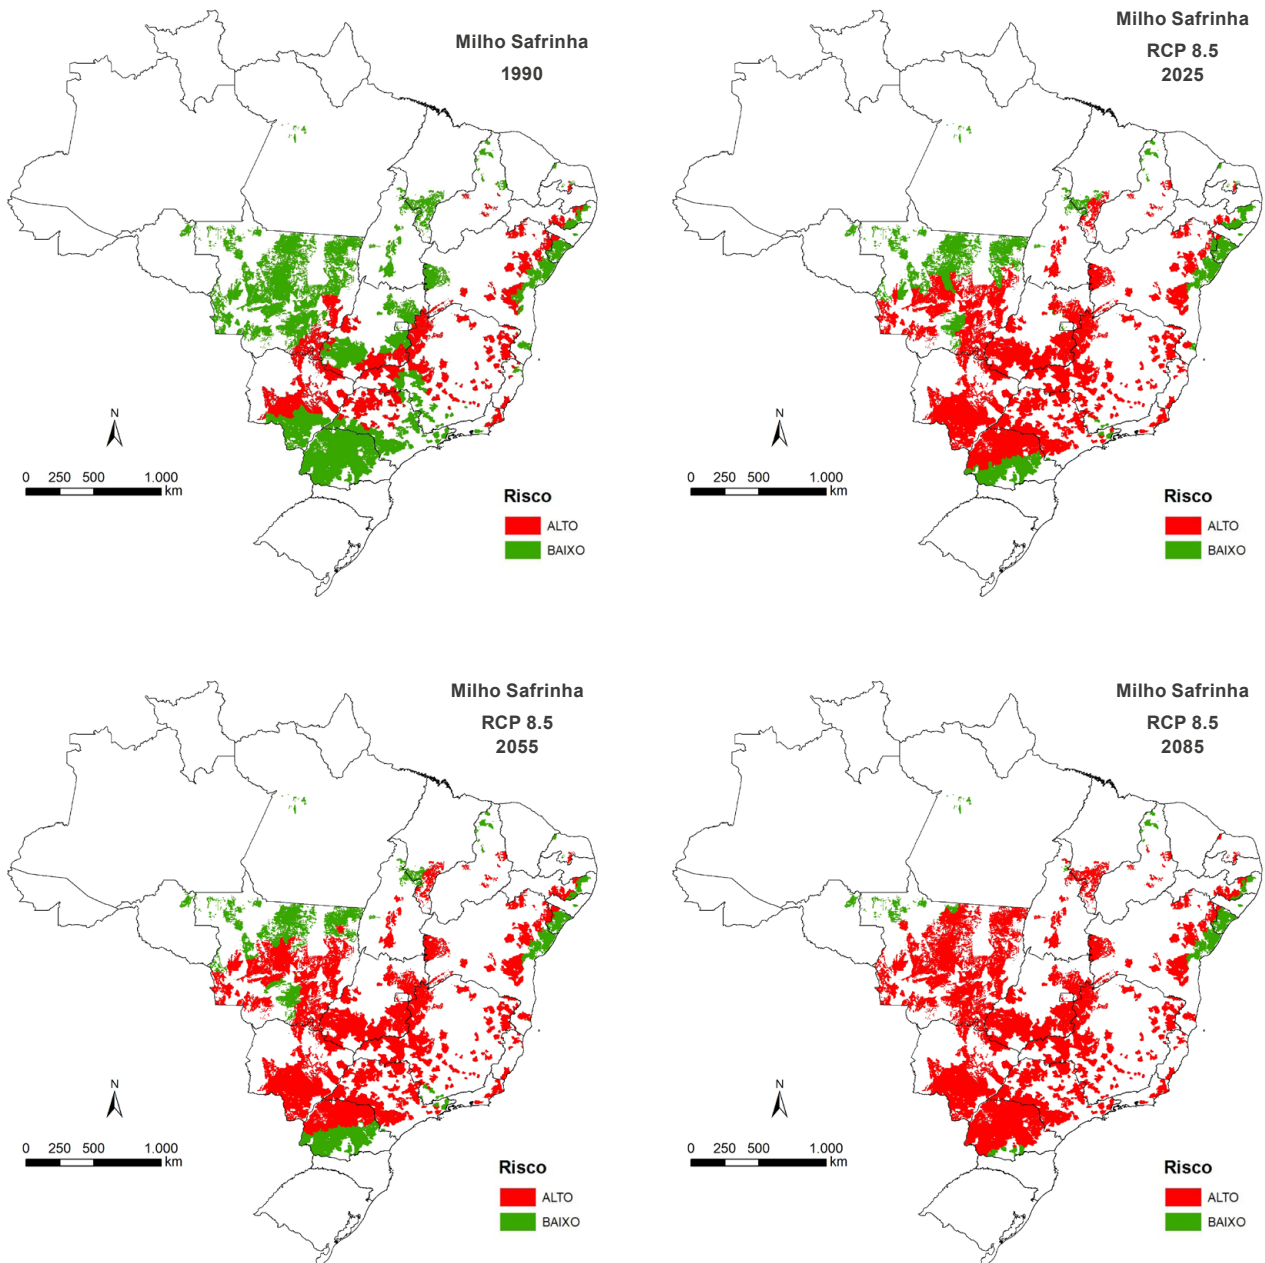 Milho Safrinha
1990
N
0 250 500 1.000
km
Risco
ALTO
BAIXO
Milho Safrinha
RCP 8.5
2025
N
0 250 500 1.000
km
Risco
ALTO
BAIXO
Milho Safrinha
RCP 8.5
2055
N
0 250 500 1.000
km
Risco
ALTO
BAIXO
Milho Safrinha
RCP 8.5
2085
N
0 250 500 1.000
km
Risco
ALTO
BAIXO